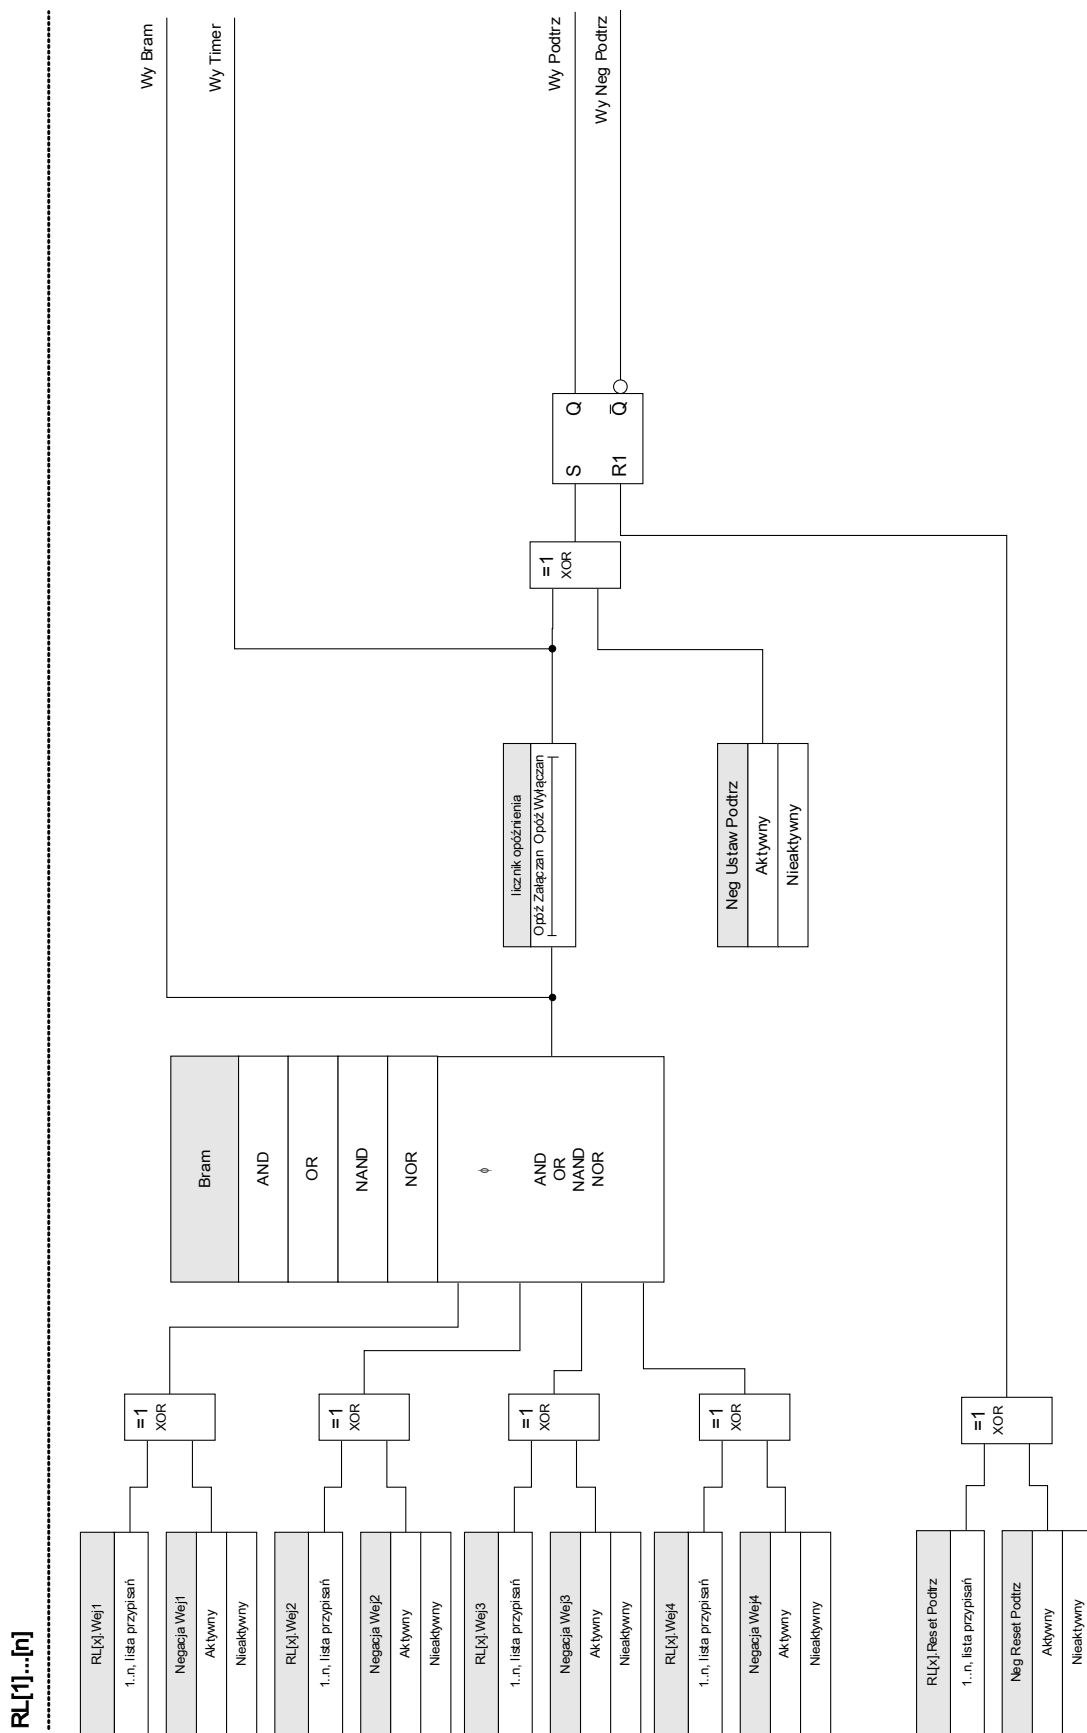 RL[1]...[n]
RL[x].Wej1
1..n, lista przypisań
Negacja Wej1
Aktywny
Nieaktywny
RL[x].Wej2
1..n, lista przypisań
Negacja Wej2
Aktywny
Nieaktywny
RL[x].Wej3
1..n, lista przypisań
Negacja Wej3
Aktywny
Nieaktywny
RL[x].Wej4
1..n, lista przypisań
Negacja Wej4
Aktywny
Nieaktywny
RL[x].Reset Podtrz
1..n, lista przypisań
Neg Reset Podtrz
Aktywny
Nieaktywny
=1
XOR
=1
XOR
=1
XOR
=1
XOR
=1
XOR
Bram
AND
OR
NAND
NOR
ϕ
AND
OR
NAND
NOR
licznik opóźnienia
Opóź Załączan Opóź Wyłączan
Neg Ustaw Podtrz
Aktywny
Nieaktywny
=1
XOR
S Q
R1 Q̅
Wy Bram
Wy Timer
Wy Podtrz
Wy Neg Podtrz